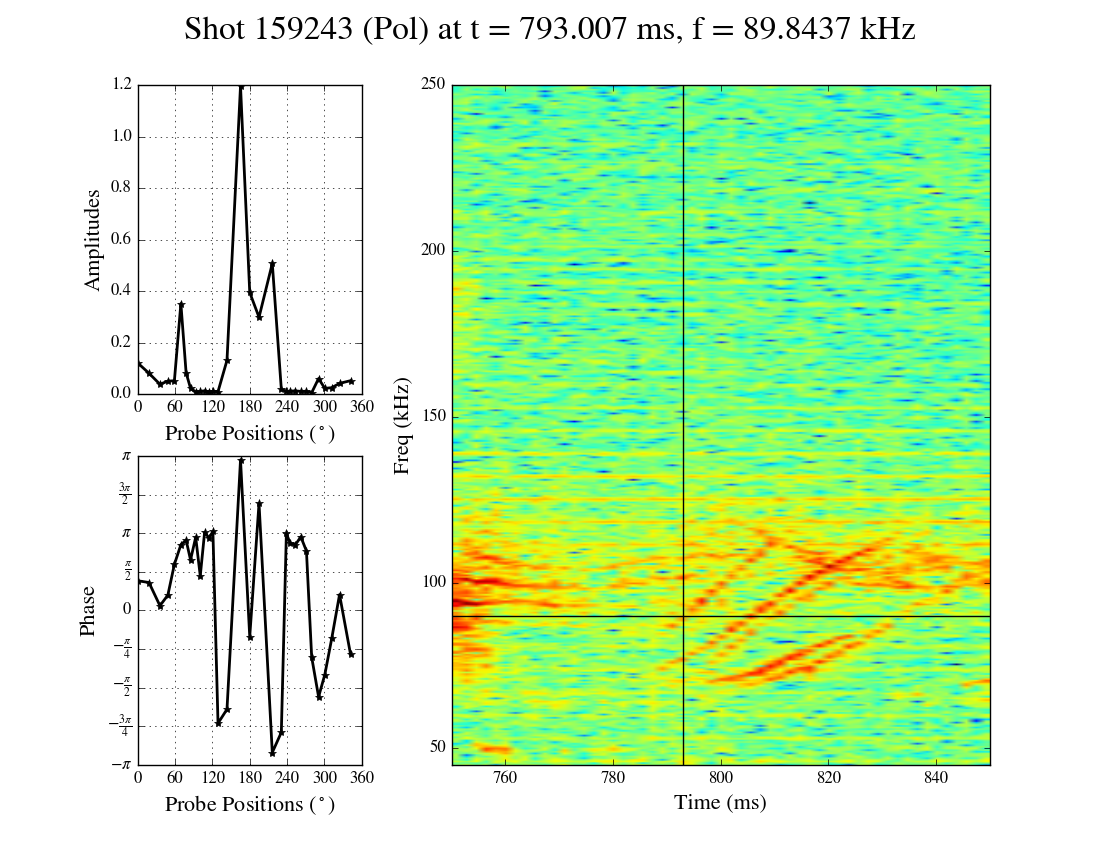 Shot 159243 (Pol) at t = 793.007 ms, f = 89.8437 kHz
1.2
1.0
0.8
0.6
0.4
0.2
0.0
Amplitudes
0 60 120 180 240 300 360
Probe Positions (°)
π
3π/2
π
π/2
0
−π/4
−π/2
−3π/4
−π
Phase
0 60 120 180 240 300 360
Probe Positions (°)
250
200
150
100
50
Freq (kHz)
760 780 800 820 840
Time (ms)